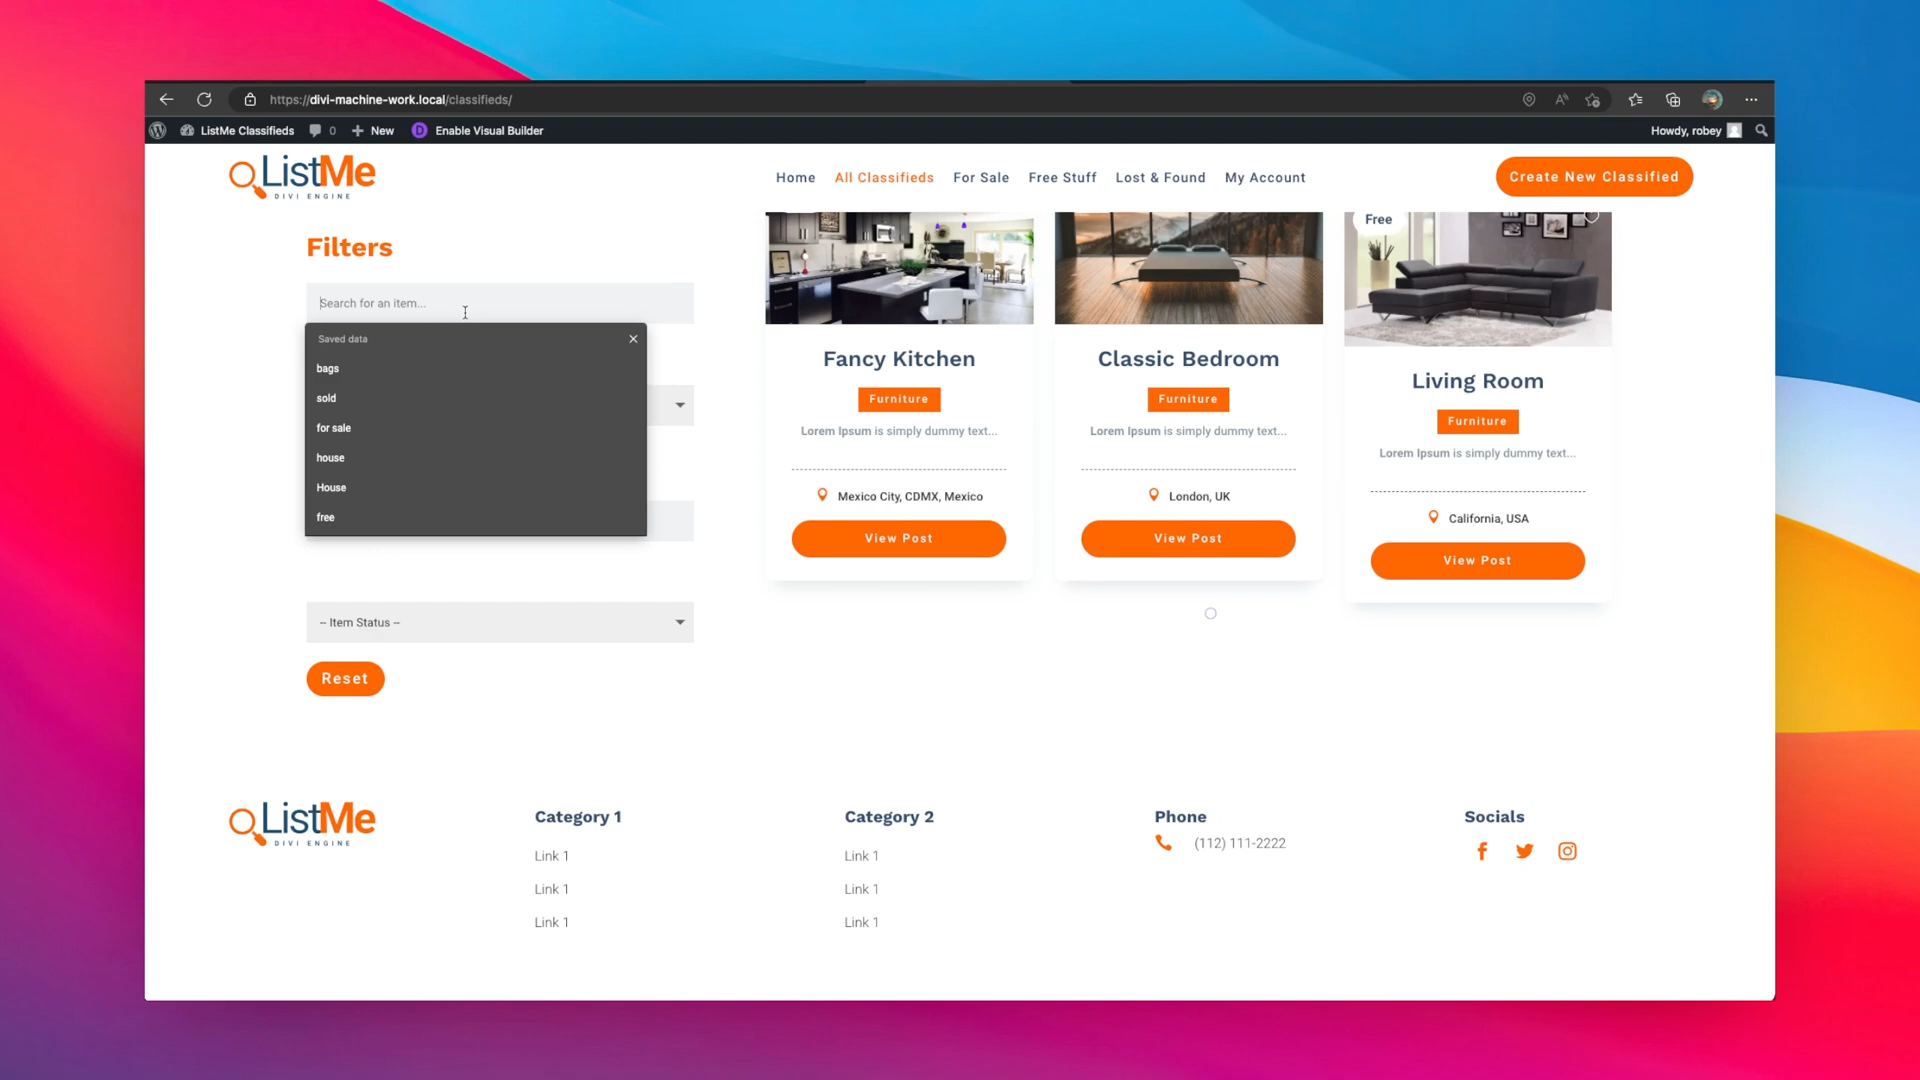 https://divi-machine-work.local/classifieds/
ListMe Classifieds 0 New D Enable Visual Builder
Howdy, robey
ListMe
DIVI ENGINE
Home All Classifieds For Sale Free Stuff Lost & Found My Account
Create New Classified
Filters
Search for an item...
Saved data
bags
sold
for sale
house
House
free
-- Item Status --
Reset
Fancy Kitchen
Furniture
Lorem Ipsum is simply dummy text...
Mexico City, CDMX, Mexico
View Post
Classic Bedroom
Furniture
Lorem Ipsum is simply dummy text...
London, UK
View Post
Free
Living Room
Furniture
Lorem Ipsum is simply dummy text...
California, USA
View Post
ListMe
DIVI ENGINE
Category 1
Link 1
Link 1
Link 1
Category 2
Link 1
Link 1
Link 1
Phone
(112) 111-2222
Socials